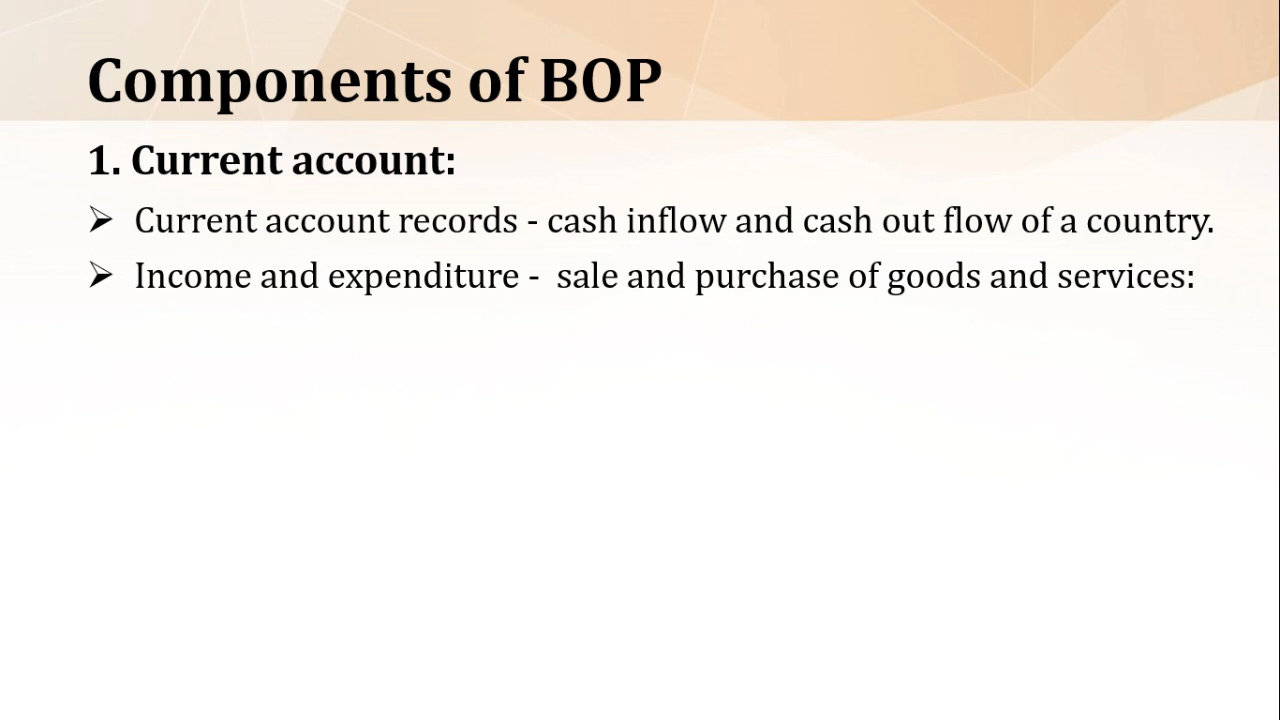 Components of BOP
1. Current account:
➢ Current account records - cash inflow and cash out flow of a country.
➢ Income and expenditure -  sale and purchase of goods and services: